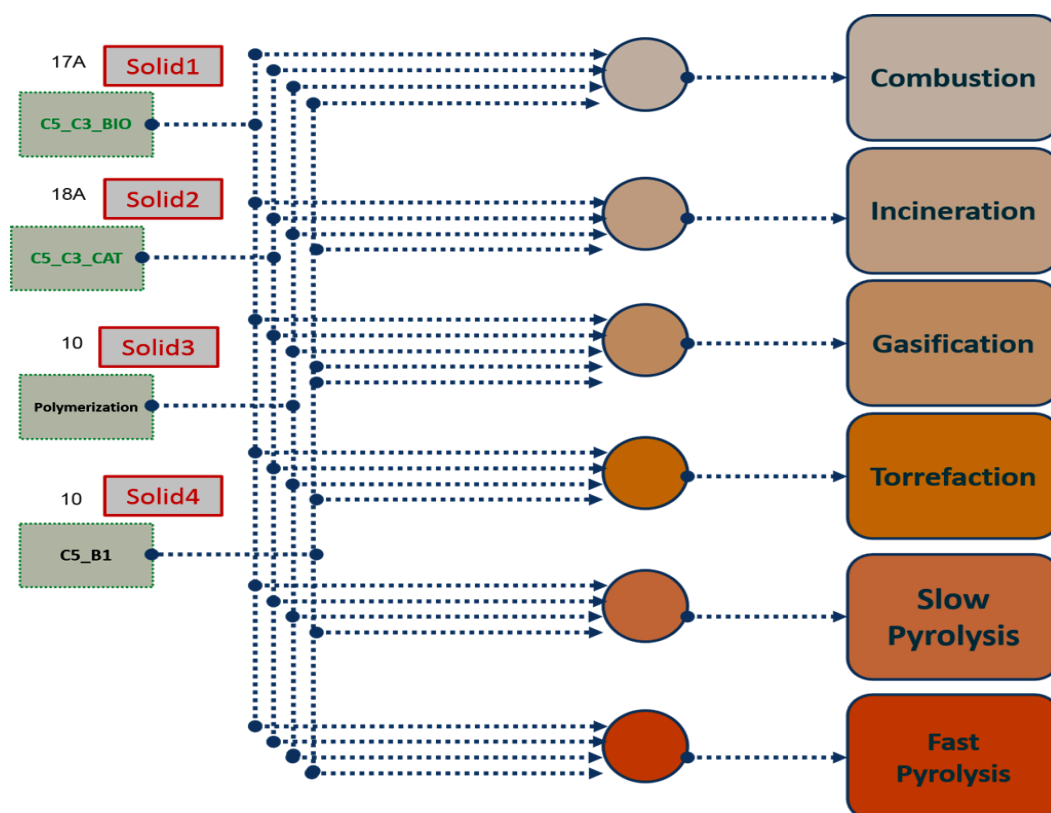 17A
Solid1
C5_C3_BIO
18A
Solid2
C5_C3_CAT
10
Solid3
Polymerization
10
Solid4
C5_B1
Combustion
Incineration
Gasification
Torrefaction
Slow
Pyrolysis
Fast
Pyrolysis